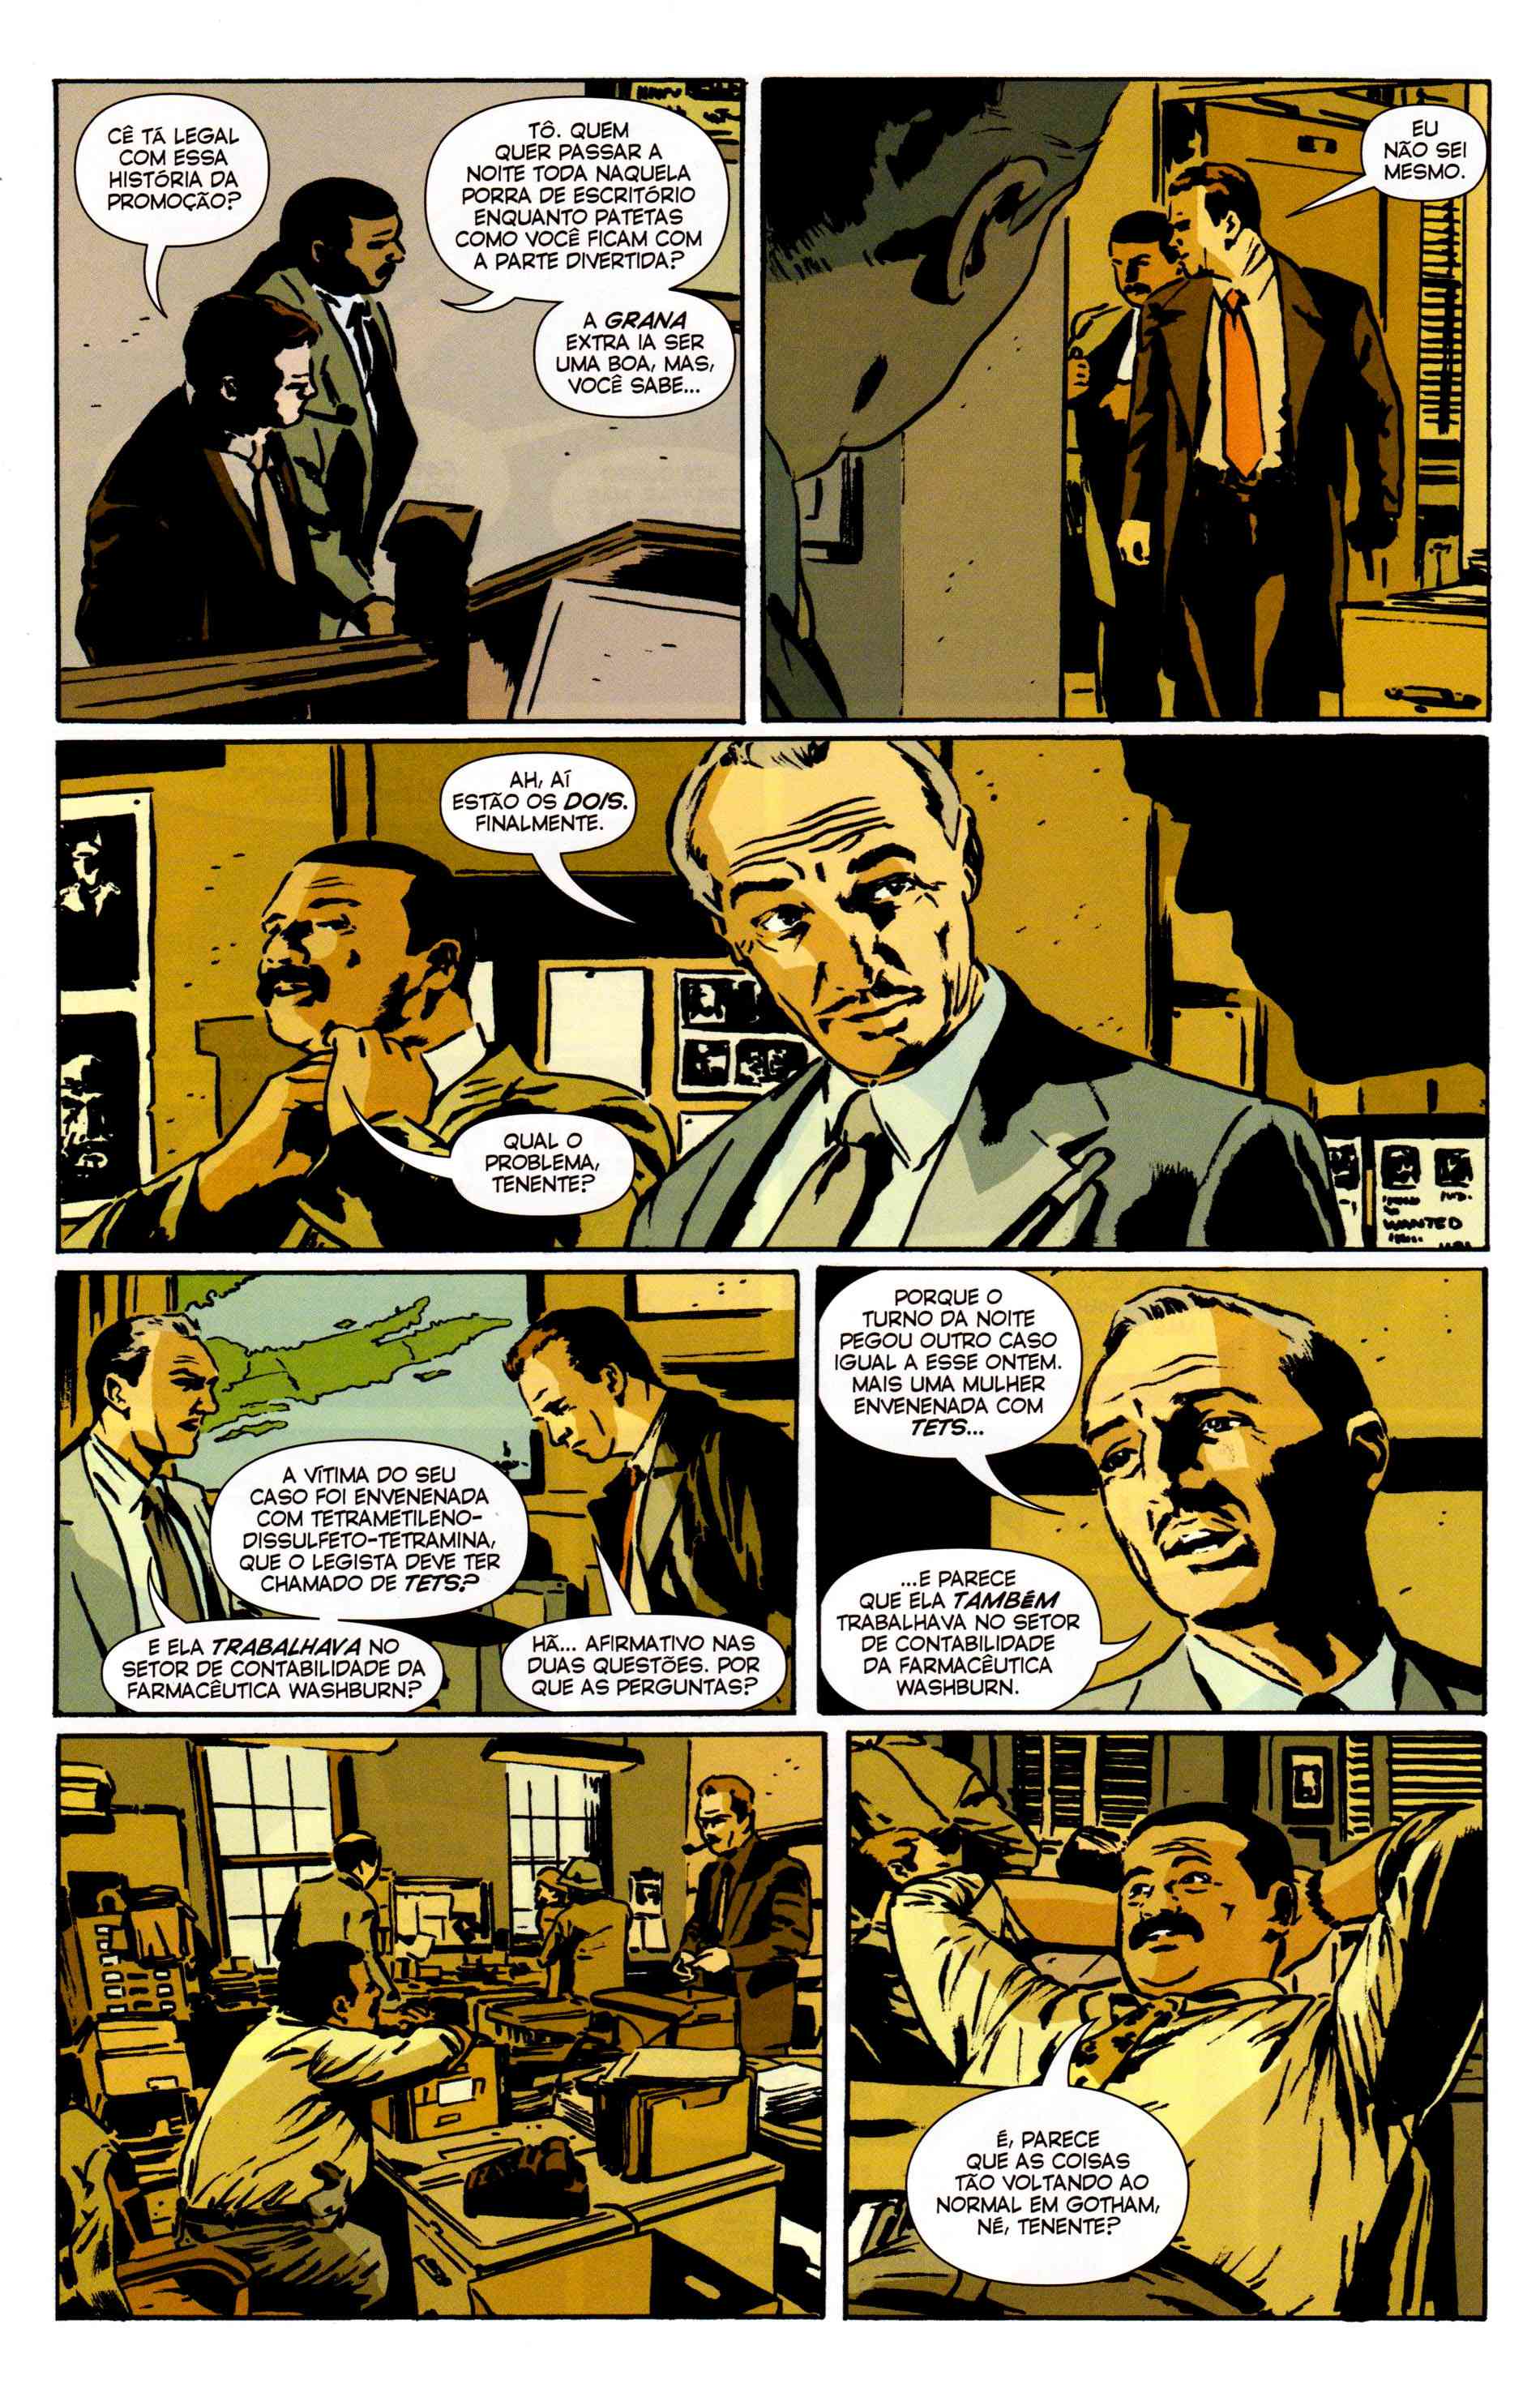 CÊ TÁ LEGAL
COM ESSA
HISTÓRIA DA
PROMOÇÃO?
TÔ. QUEM
QUER PASSAR A
NOITE TODA NAQUELA
PORRA DE ESCRITÓRIO
ENQUANTO PATETAS
COMO VOCÊ FICAM COM
A PARTE DIVERTIDA?
A GRANA
EXTRA IA SER
UMA BOA, MAS,
VOCÊ SABE...
EU
NÃO SEI
MESMO.
AH, AÍ
ESTÃO OS DOIS.
FINALMENTE.
QUAL O
PROBLEMA,
TENENTE?
WANTED
A VÍTIMA DO SEU
CASO FOI ENVENENADA
COM TETRAMETILENO-
DISSULFETO-TETRAMINA,
QUE O LEGISTA DEVE TER
CHAMADO DE TETS?
E ELA TRABALHAVA NO
SETOR DE CONTABILIDADE DA
FARMACÊUTICA WASHBURN?
HÃ... AFIRMATIVO NAS
DUAS QUESTÕES. POR
QUE AS PERGUNTAS?
PORQUE O
TURNO DA NOITE
PEGOU OUTRO CASO
IGUAL A ESSE ONTEM.
MAIS UMA MULHER
ENVENENADA COM
TETS...
...E PARECE
QUE ELA TAMBÉM
TRABALHAVA NO SETOR
DE CONTABILIDADE
DA FARMACÊUTICA
WASHBURN.
É, PARECE
QUE AS COISAS
TÃO VOLTANDO AO
NORMAL EM GOTHAM,
NÉ, TENENTE?